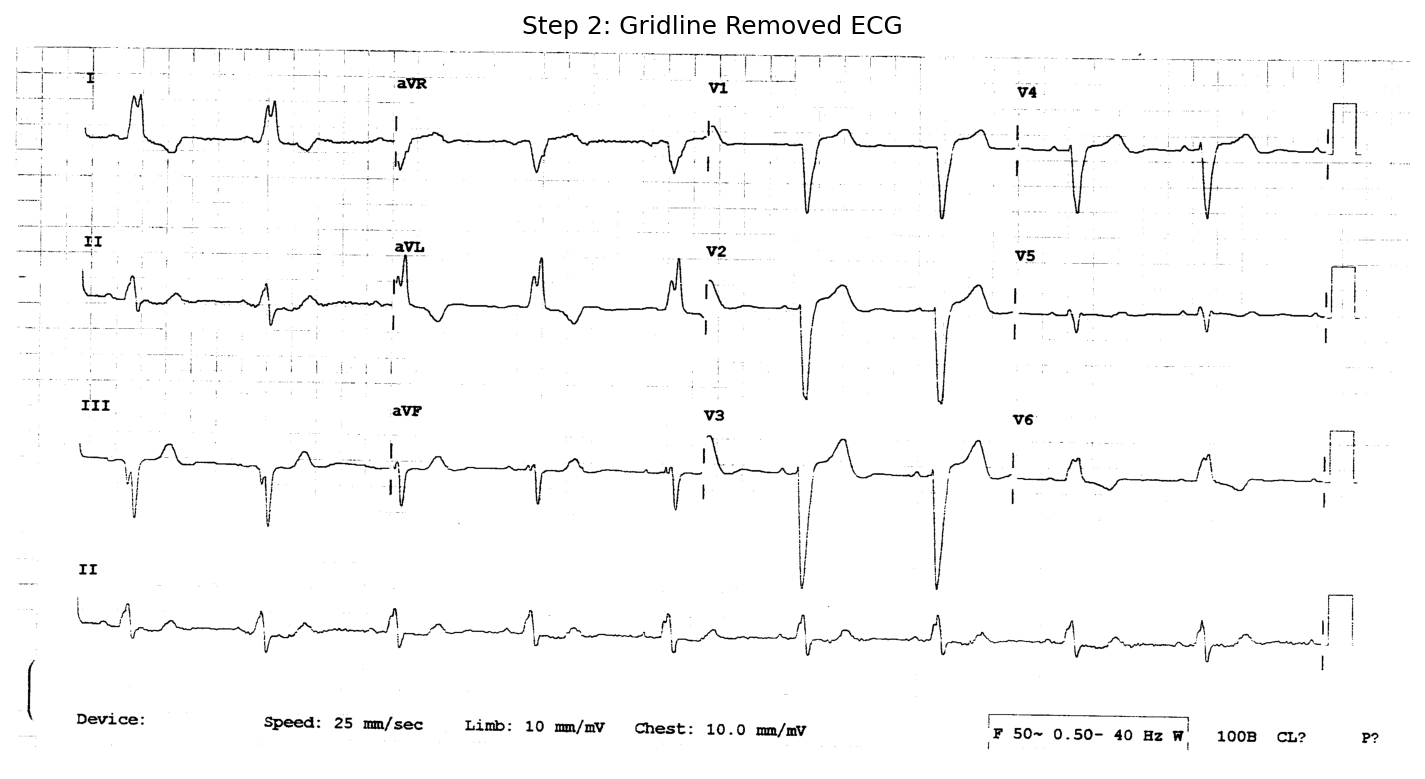 Step 2: Gridline Removed ECG
I aVR V1 V4
II aVL V2 V5
III aVF V3 V6
II
Device: Speed: 25 mm/sec Limb: 10 mm/mV Chest: 10.0 mm/mV F 50~ 0.50- 40 Hz W 100B CL? P?